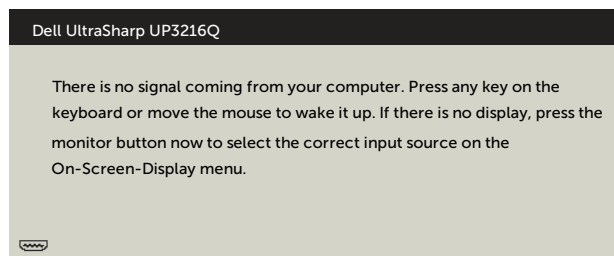 Dell UltraSharp UP3216Q
There is no signal coming from your computer. Press any key on the
keyboard or move the mouse to wake it up. If there is no display, press the
monitor button now to select the correct input source on the
On-Screen-Display menu.